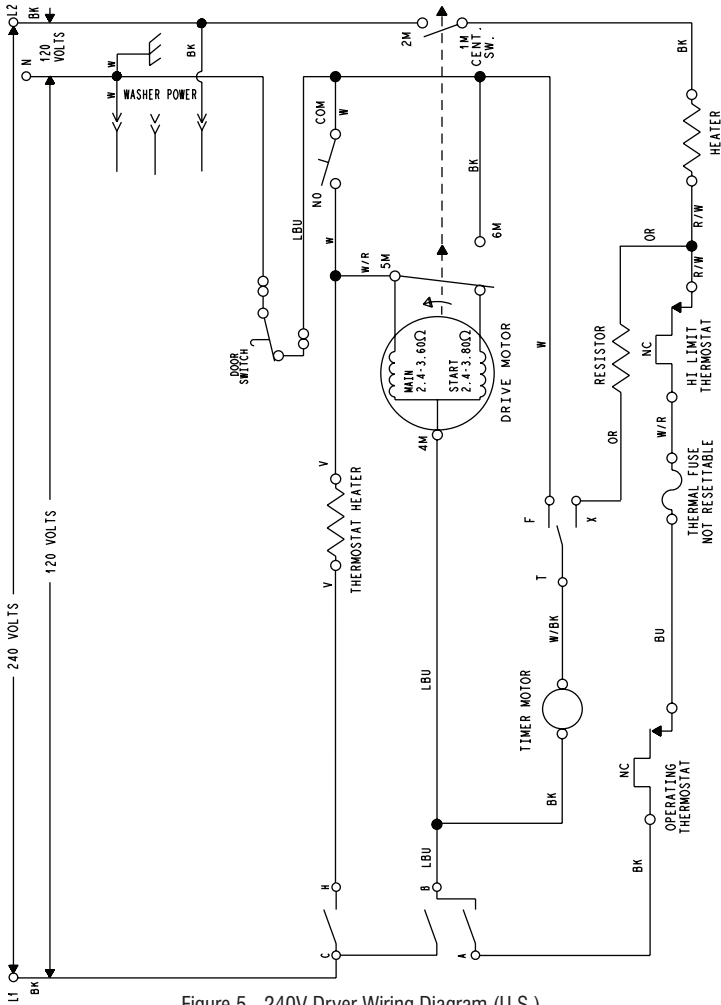 L1
BK
240 VOLTS
120 VOLTS
L2
BK
N
120
VOLTS
W
W
WASHER POWER
BK
DOOR
SWITCH
LBU
COM
W
NO
W
W/R
5M
2M
1M
CENT.
SW.
BK
6M
MAIN
2.4-3.60Ω
START
2.4-3.80Ω
DRIVE MOTOR
4M
V
THERMOSTAT HEATER
V
C
H
LBU
LBU
B
A
W
F
X
T
W/BK
TIMER MOTOR
BK
BK
HEATER
R/W
OR
R/W
RESISTOR
OR
NC
HI LIMIT
THERMOSTAT
W/R
THERMAL FUSE
NOT RESETTABLE
BU
NC
OPERATING
THERMOSTAT
BK
Figure 5 240V Dryer Wiring Diagram (U.S.)